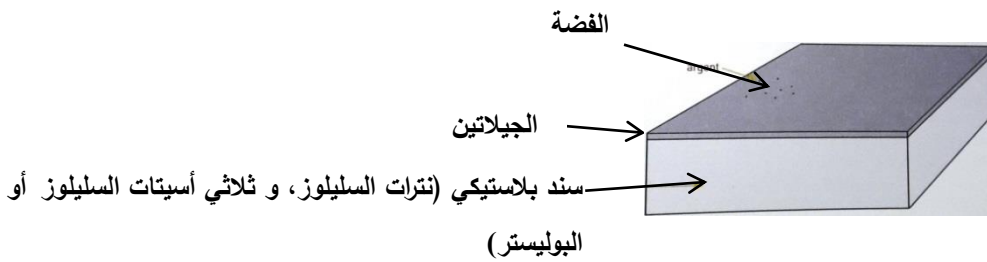 الفضة
argent
الجيلاتين
سند بلاستيكي (نترات السليلوز، و ثلاثي أسيتات السليلوز أو
البوليستر)